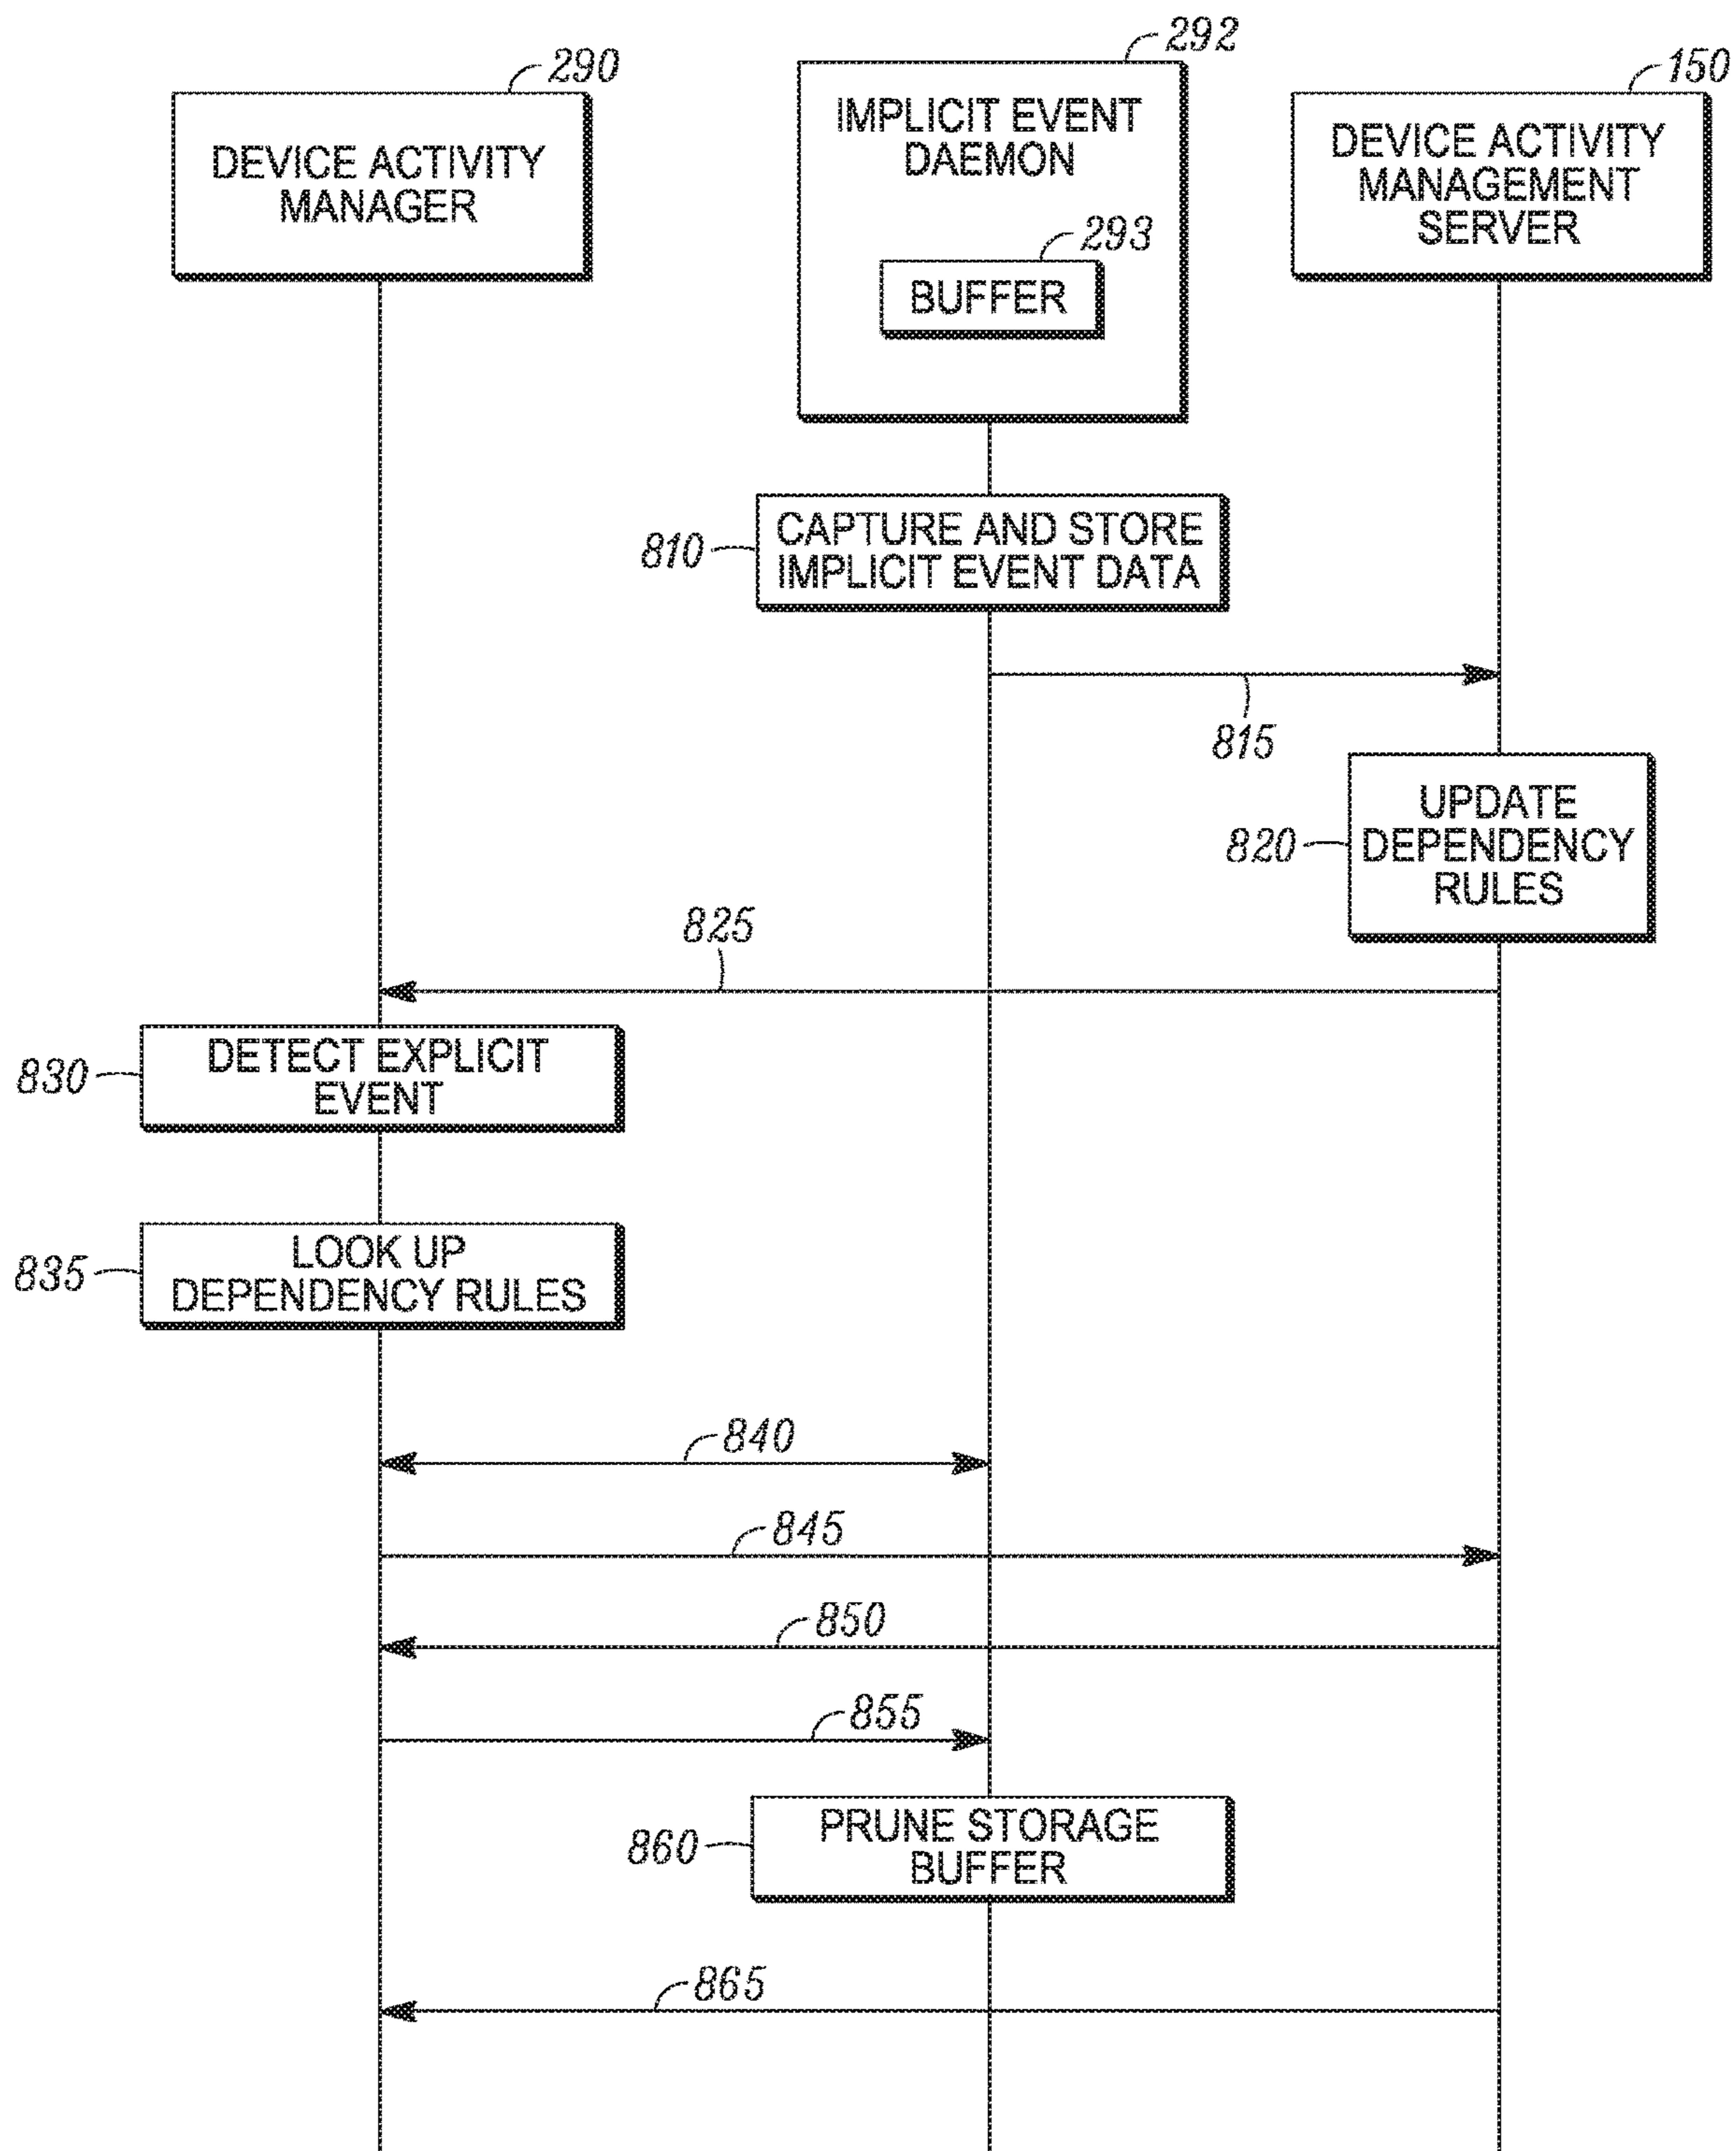 290
292
150
DEVICE ACTIVITY
MANAGER
IMPLICIT EVENT
DAEMON
293
BUFFER
DEVICE ACTIVITY
MANAGEMENT
SERVER
810
CAPTURE AND STORE
IMPLICIT EVENT DATA
815
820
UPDATE
DEPENDENCY
RULES
825
830
DETECT EXPLICIT
EVENT
835
LOOK UP
DEPENDENCY RULES
840
845
850
855
860
PRUNE STORAGE
BUFFER
865